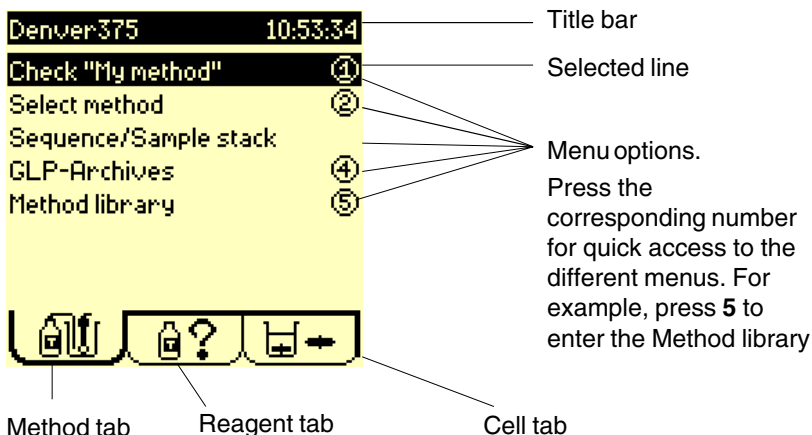 Denver375 10:53:34
Title bar
Check "My method" ①
Selected line
Select method ②
Sequence/Sample stack
GLP-Archives ④
Method library ⑤
Menu options.
Press the
corresponding number
for quick access to the
different menus. For
example, press 5 to
enter the Method library
T
T ?
Method tab
Reagent tab
Cell tab